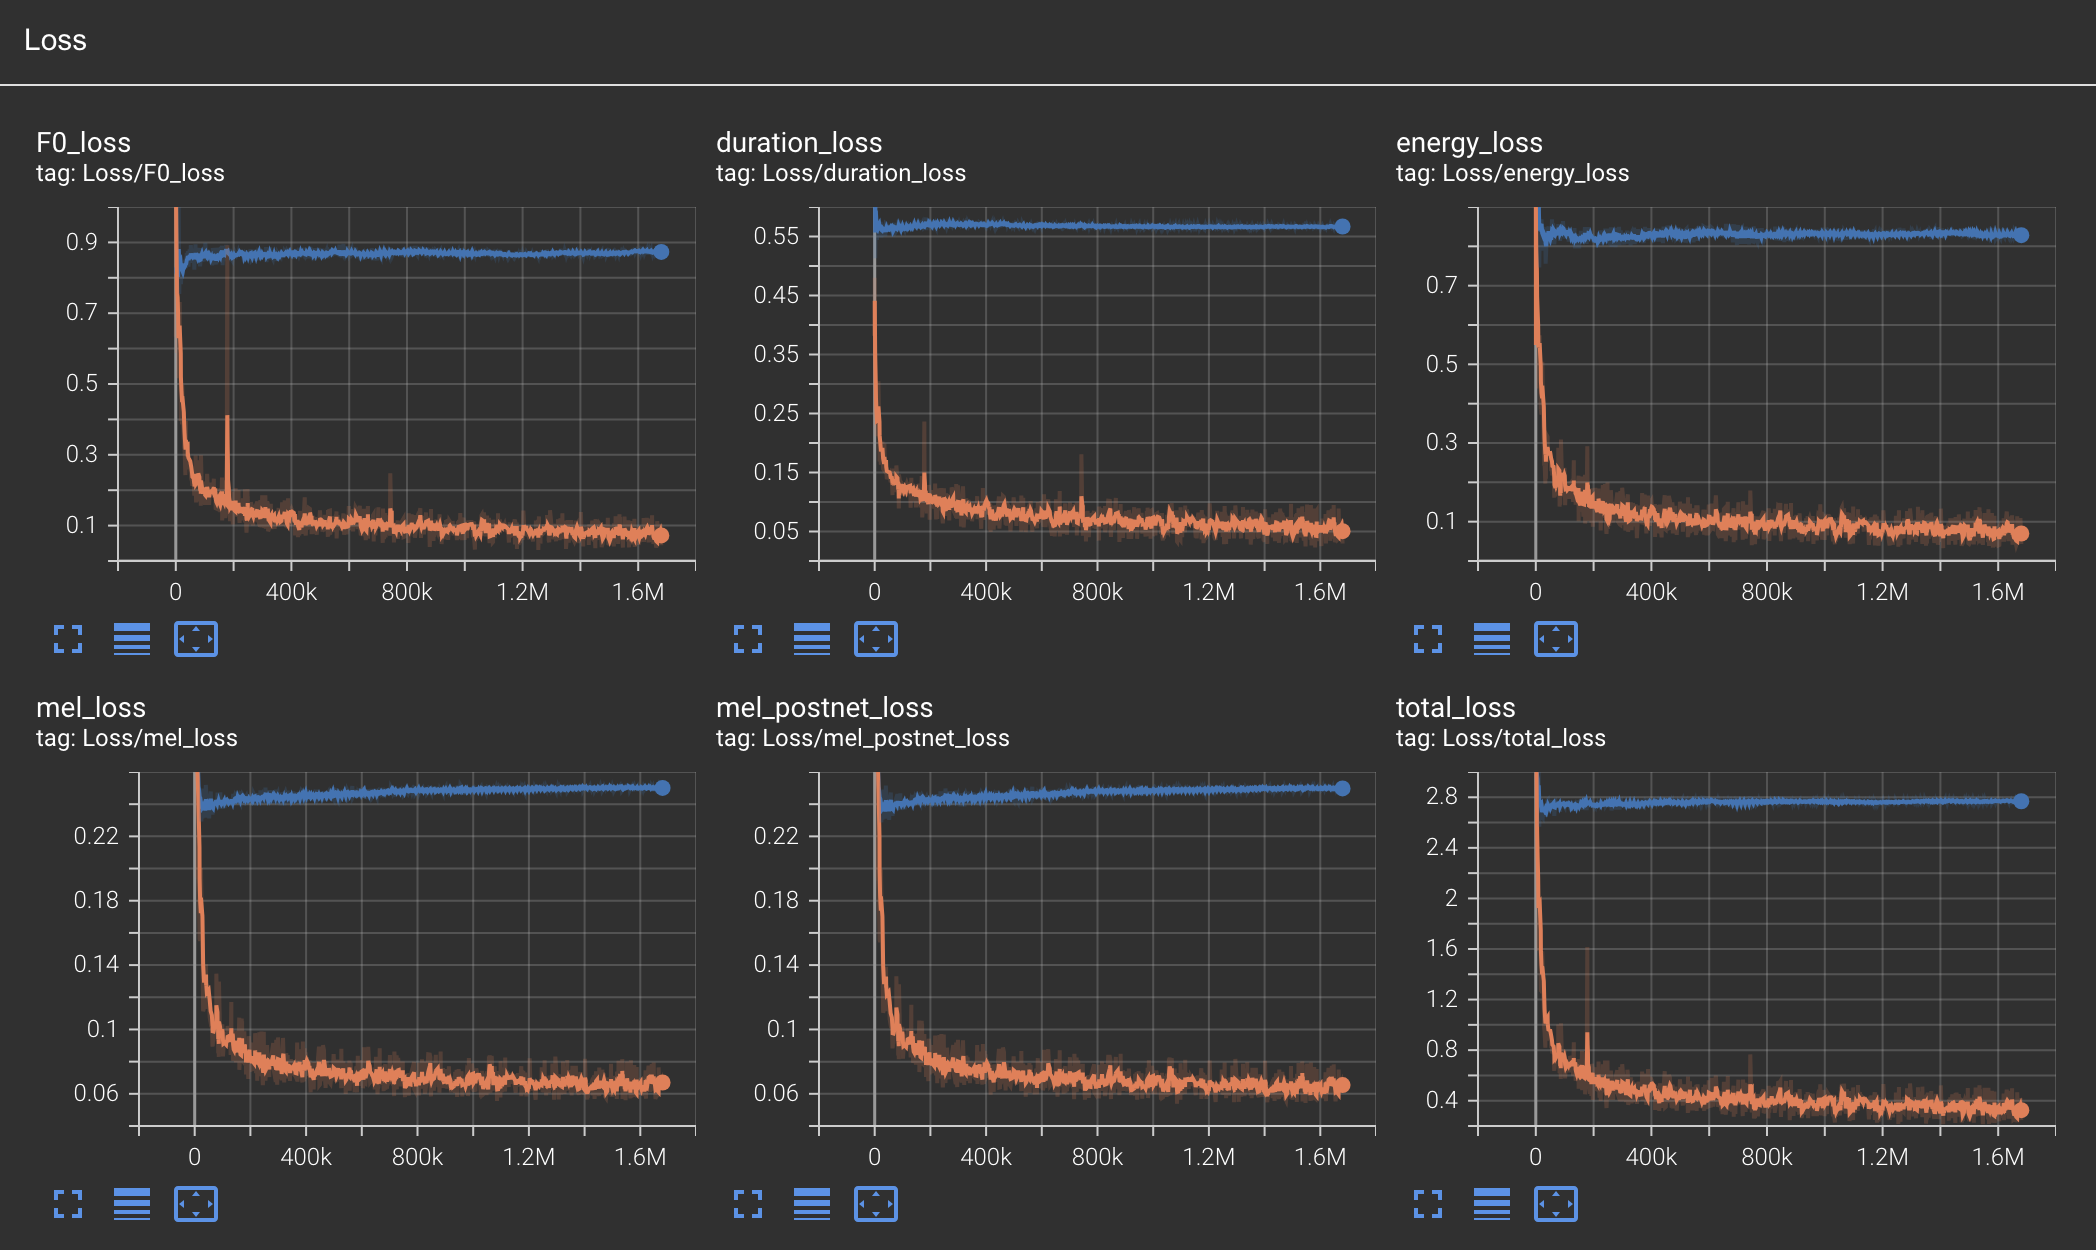 Loss
F0_loss
tag: Loss/F0_loss
0.9
0.7
0.5
0.3
0.1
0 400k 800k 1.2M 1.6M
duration_loss
tag: Loss/duration_loss
0.55
0.45
0.35
0.25
0.15
0.05
0 400k 800k 1.2M 1.6M
energy_loss
tag: Loss/energy_loss
0.7
0.5
0.3
0.1
0 400k 800k 1.2M 1.6M
mel_loss
tag: Loss/mel_loss
0.22
0.18
0.14
0.1
0.06
0 400k 800k 1.2M 1.6M
mel_postnet_loss
tag: Loss/mel_postnet_loss
0.22
0.18
0.14
0.1
0.06
0 400k 800k 1.2M 1.6M
total_loss
tag: Loss/total_loss
2.8
2.4
2
1.6
1.2
0.8
0.4
0 400k 800k 1.2M 1.6M